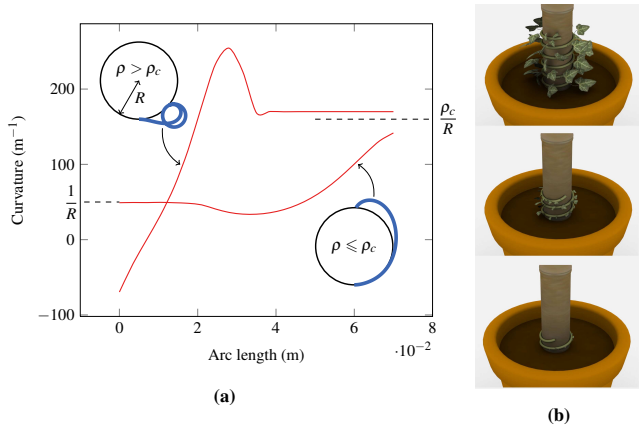 200
100
0
−100
Curvature (m⁻¹)
1
R
ρ > ρc
R
ρc
R
ρ ⩽ ρc
0 2 4 6 8
Arc length (m)
·10⁻²
(a)
(b)